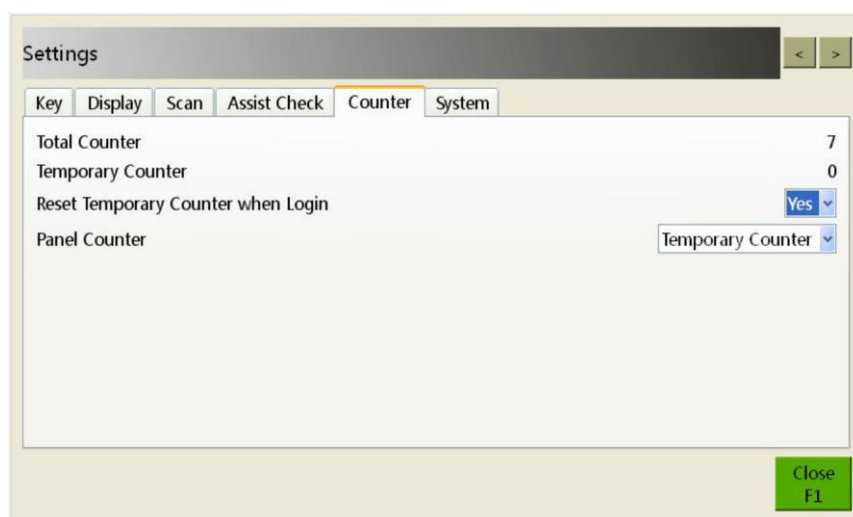 Settings
< >
Key Display Scan Assist Check Counter System
Total Counter 7
Temporary Counter 0
Reset Temporary Counter when Login Yes
Panel Counter Temporary Counter
Close
F1